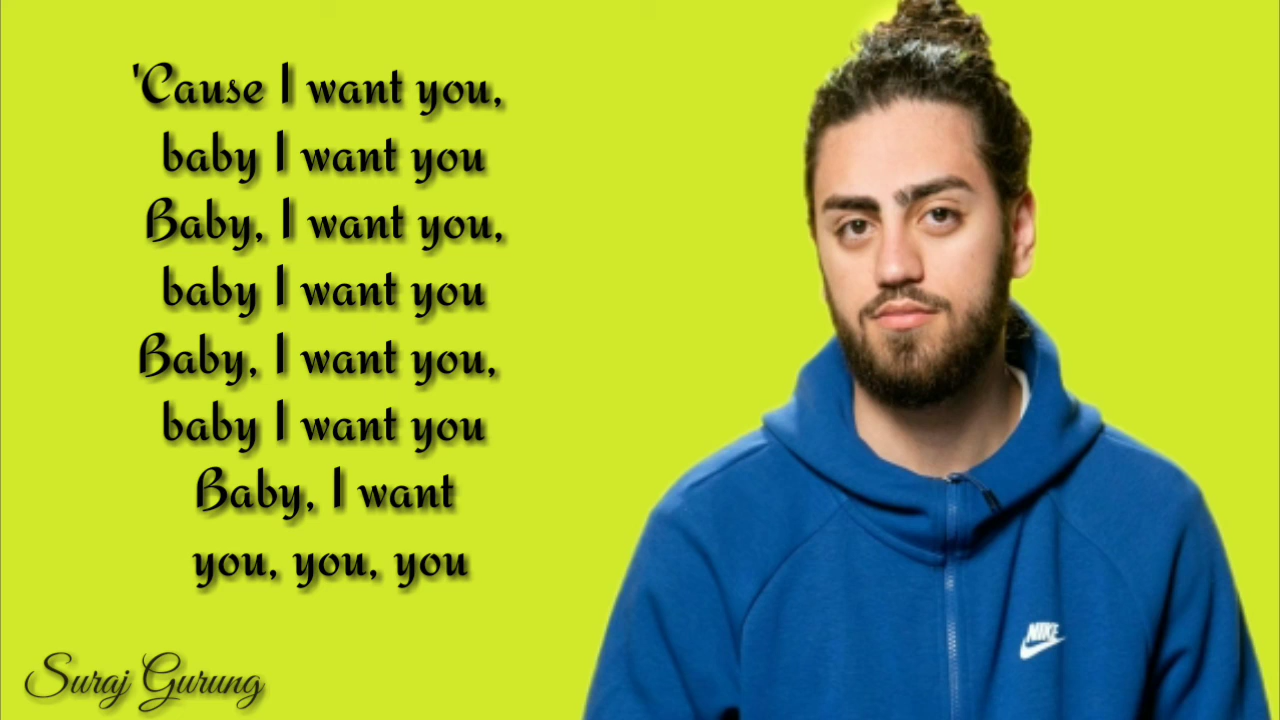 'Cause I want you,
baby I want you
Baby, I want you,
baby I want you
Baby, I want you,
baby I want you
Baby, I want
you, you, you
Suraj Gurung
NIKE